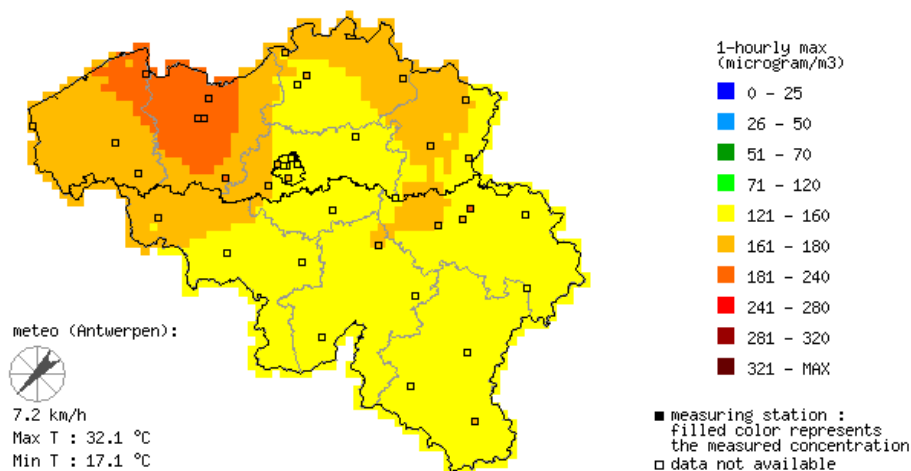 1-hourly max
(microgram/m3)
0 - 25
26 - 50
51 - 70
71 - 120
121 - 160
161 - 180
181 - 240
241 - 280
281 - 320
321 - MAX
meteo (Antwerpen):
7.2 km/h
Max T : 32.1 °C
Min T : 17.1 °C
measuring station :
filled color represents
the measured concentration
data not available